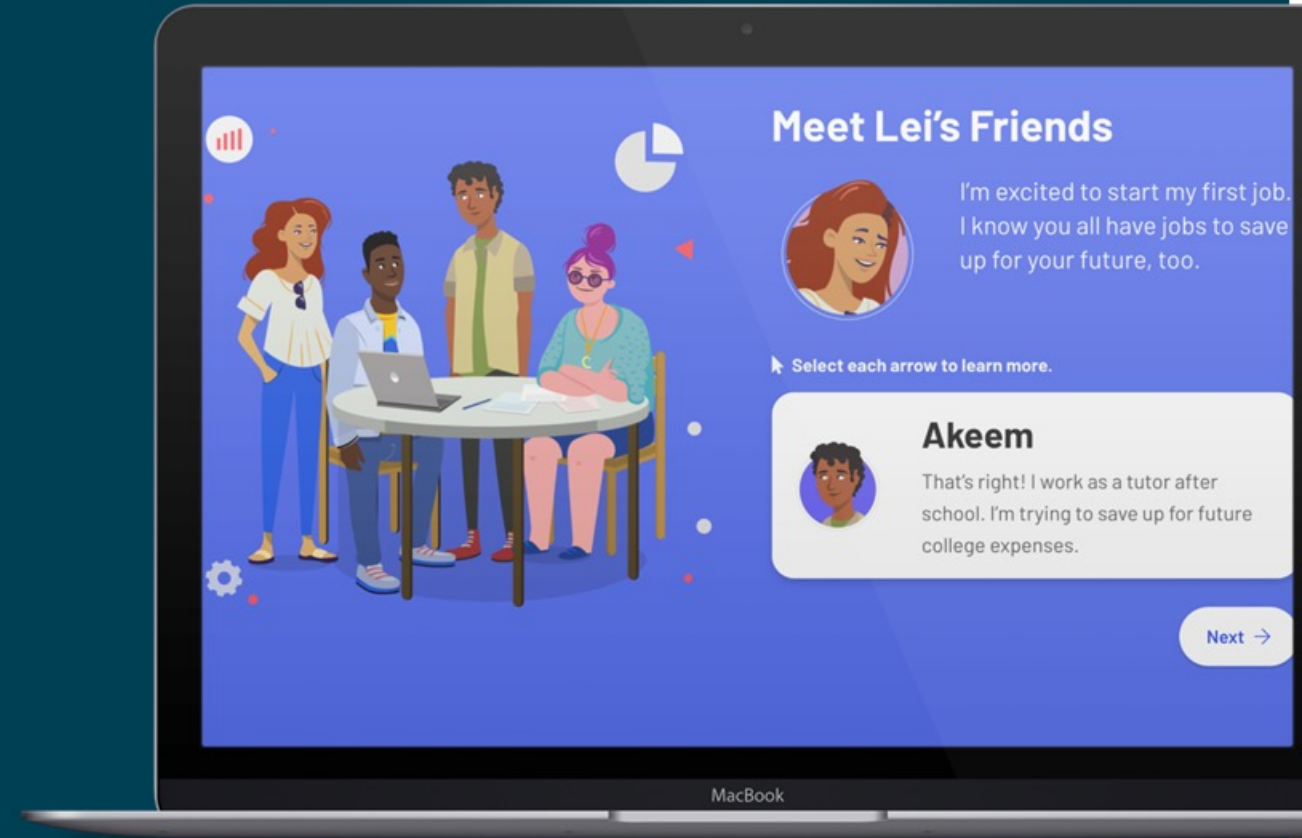 Meet Lei's Friends
I'm excited to start my first job.
I know you all have jobs to save
up for your future, too.
Select each arrow to learn more.
Akeem
That's right! I work as a tutor after
school. I'm trying to save up for future
college expenses.
Next →
MacBook